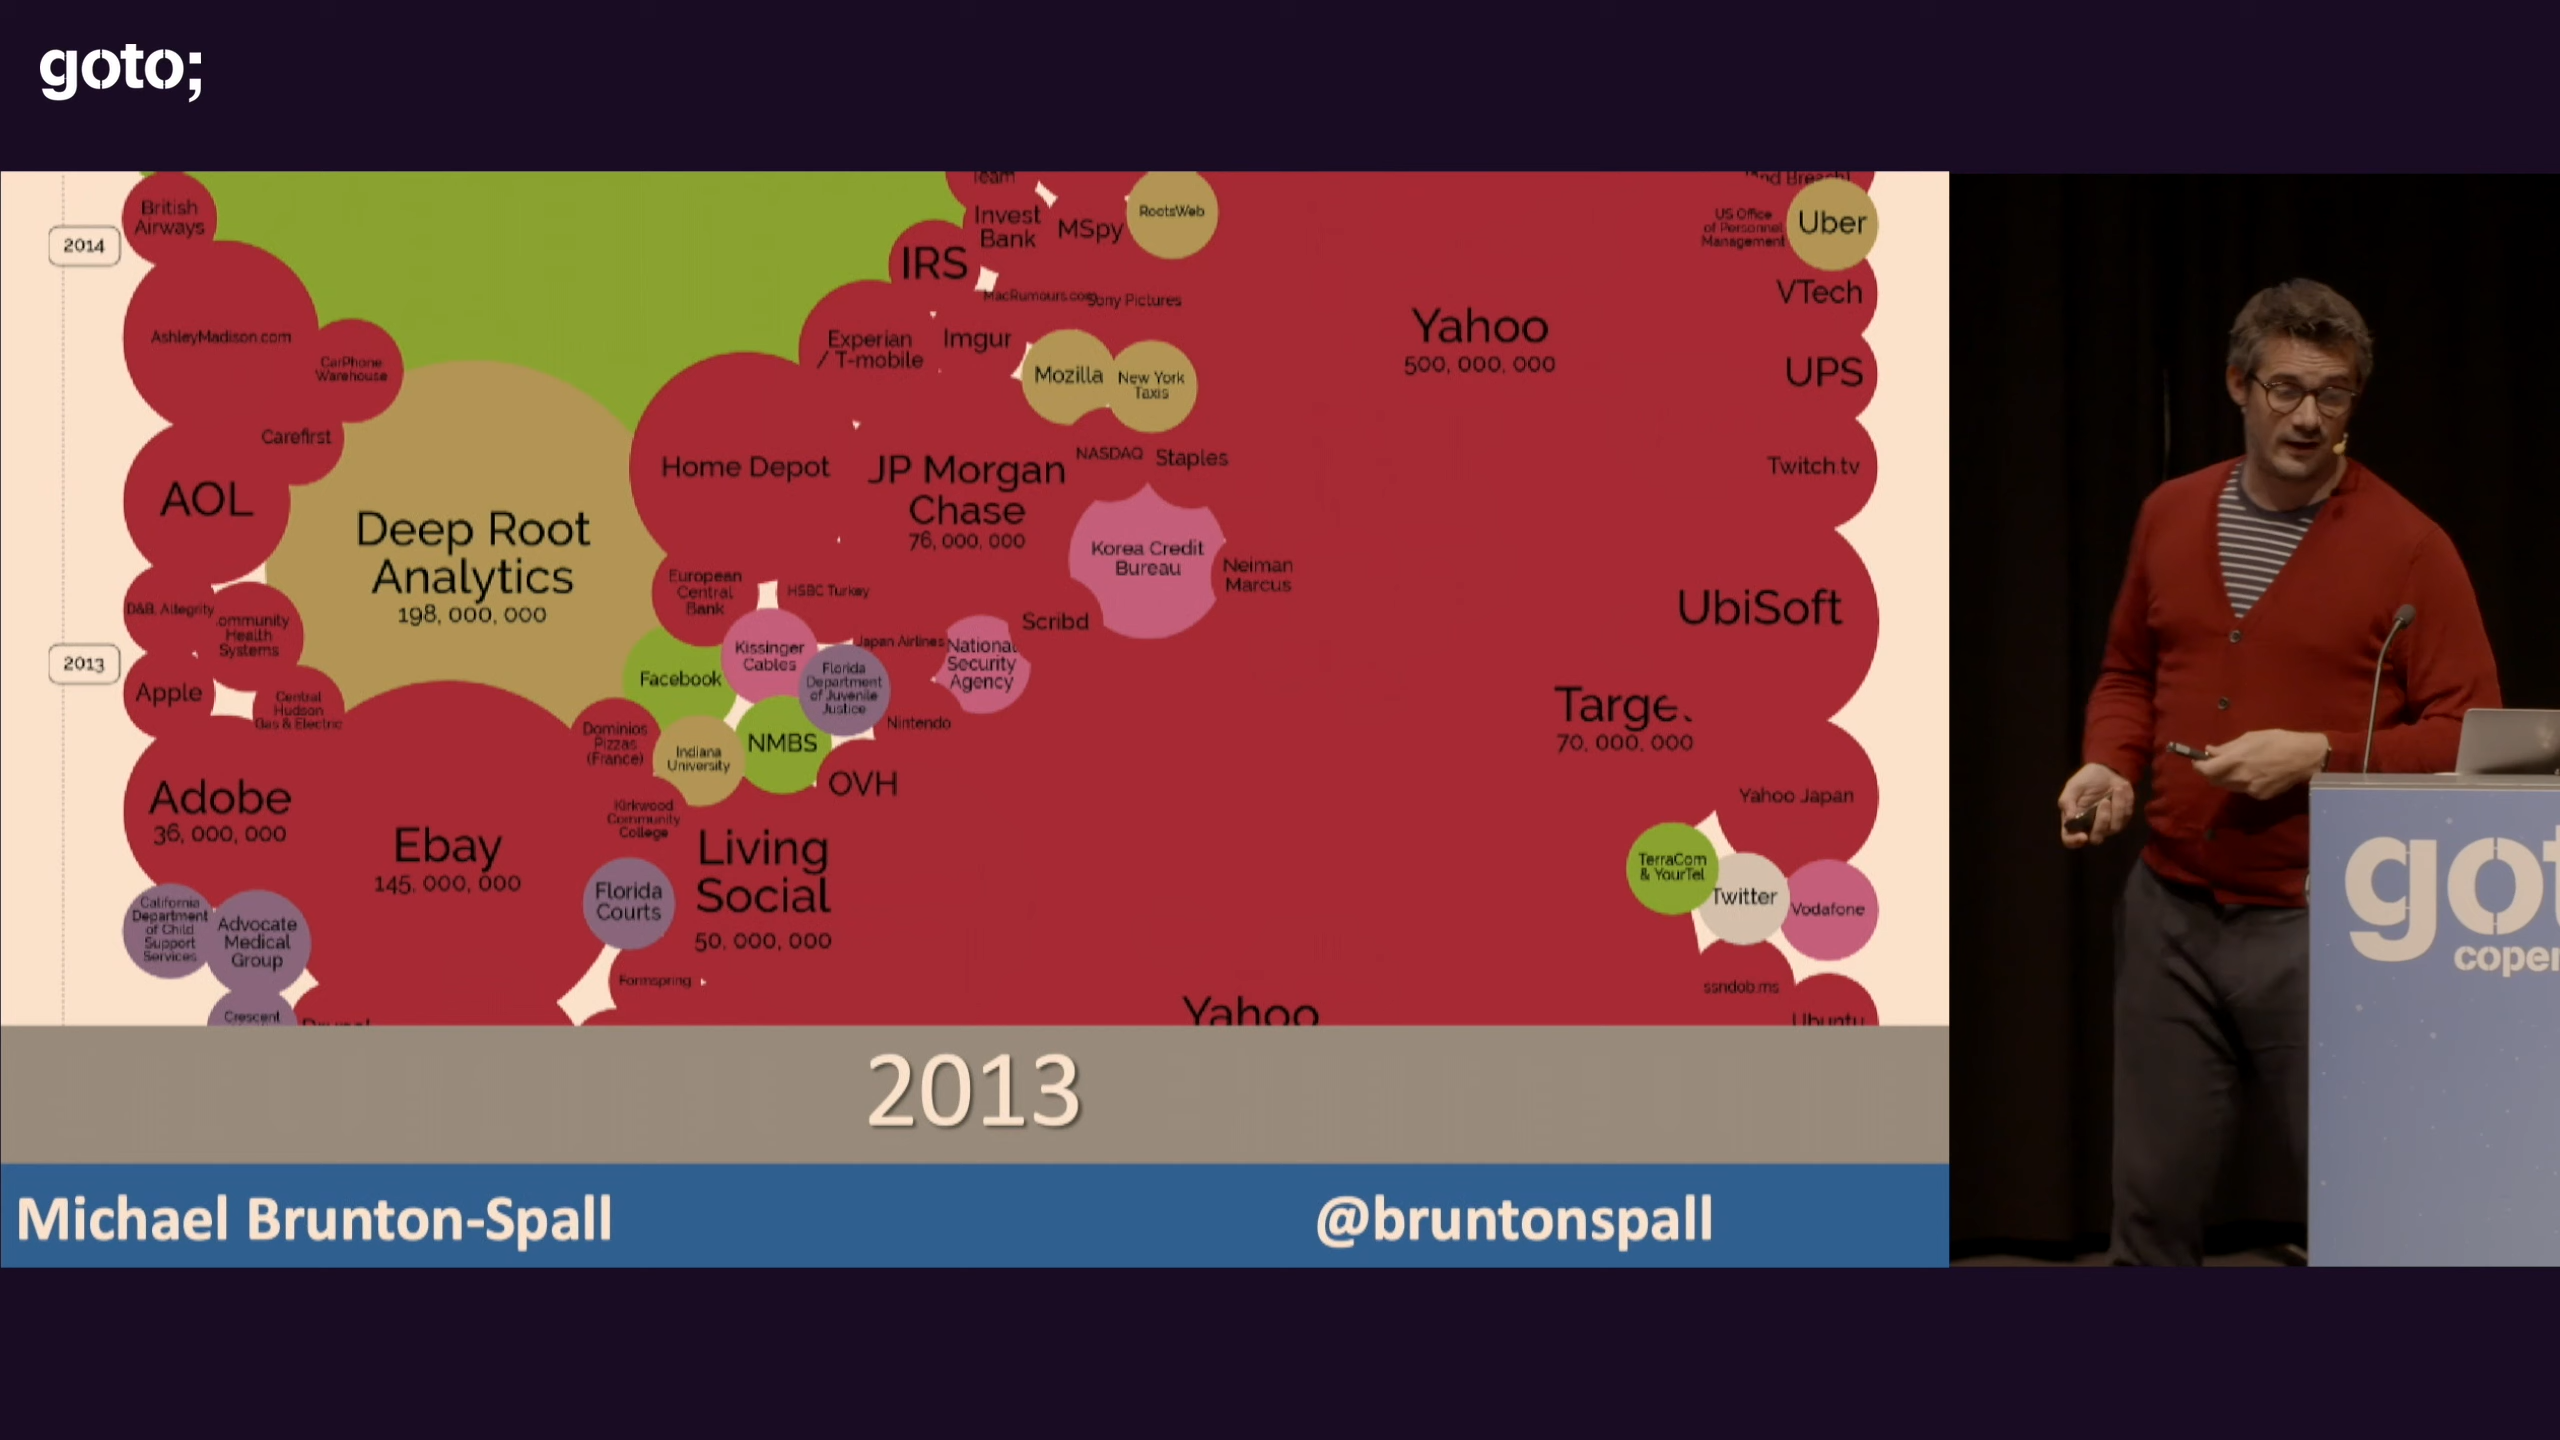 goto;
British
Airways
2014
AshleyMadison.com
CarPhone
Warehouse
Carefirst
AOL
Deep Root
Analytics
198, 000, 000
D&B, Altegrity
ommunity
Health
Systems
2013
Apple
Central
Hudson
Gas & Electric
Adobe
36, 000, 000
Ebay
145, 000, 000
California
Department
of Child
Support
Services
Advocate
Medical
Group
Crescent
Team
Invest
Bank
MSpy
RootsWeb
IRS
MacRumours.com
Sony Pictures
Experian
/ T-mobile
Imgur
Mozilla
New York
Taxis
Home Depot
JP Morgan
Chase
76, 000, 000
NASDAQ
Staples
Korea Credit
Bureau
Neiman
Marcus
European
Central
Bank
HSBC Turkey
Scribd
Kissinger
Cables
Japan Airlines
National
Security
Agency
Facebook
Florida
Department
of Juvenile
Justice
Nintendo
Dominios
Pizzas
(France)
Indiana
University
NMBS
OVH
Kirkwood
Community
College
Living
Social
50, 000, 000
Florida
Courts
Formspring
Yahoo
500, 000, 000
US Office
of Personnel
Management
Uber
VTech
UPS
Twitch.tv
UbiSoft
Targe
70, 000, 000
Yahoo Japan
TerraCom
& YourTel
Twitter
Vodafone
ssndob.ms
Yahoo
Ubuntu
2013
Michael Brunton-Spall
@bruntonspall
got
coper